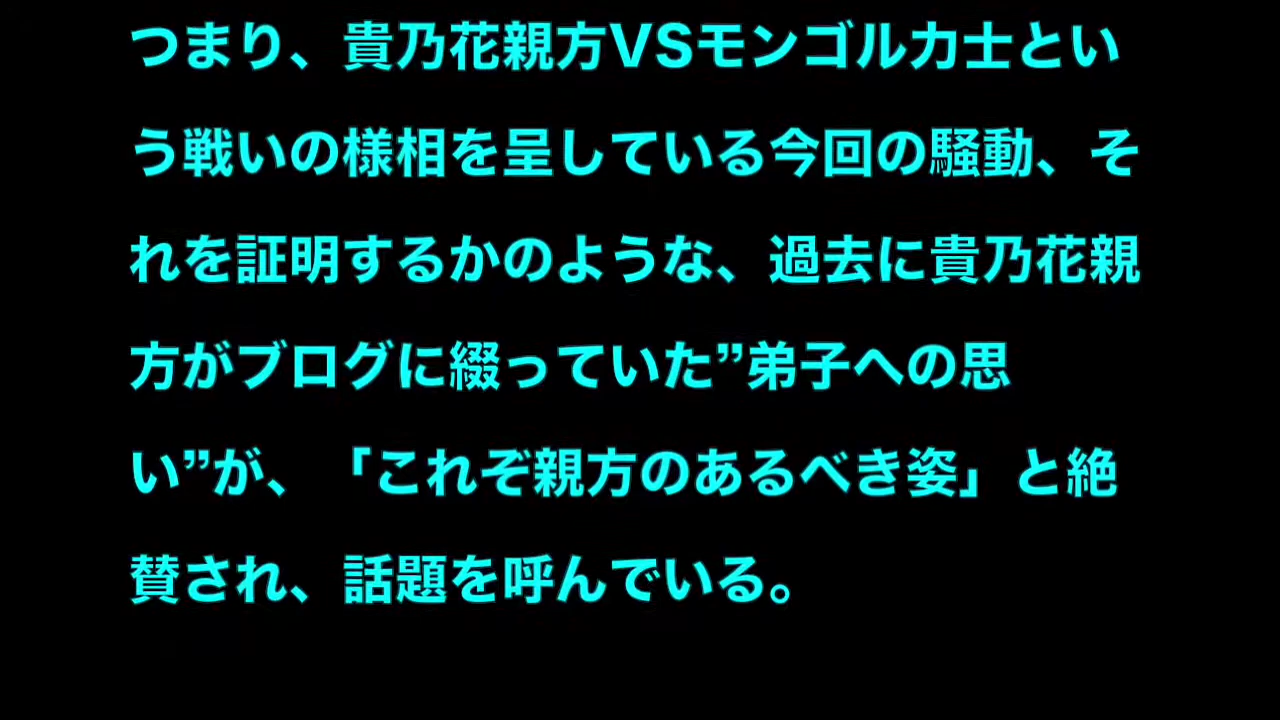 つまり、貴乃花親方VSモンゴル力士とい
う戦いの様相を呈している今回の騒動、そ
れを証明するかのような、過去に貴乃花親
方がブログに綴っていた”弟子への思
い”が、「これぞ親方のあるべき姿」と絶
賛され、話題を呼んでいる。